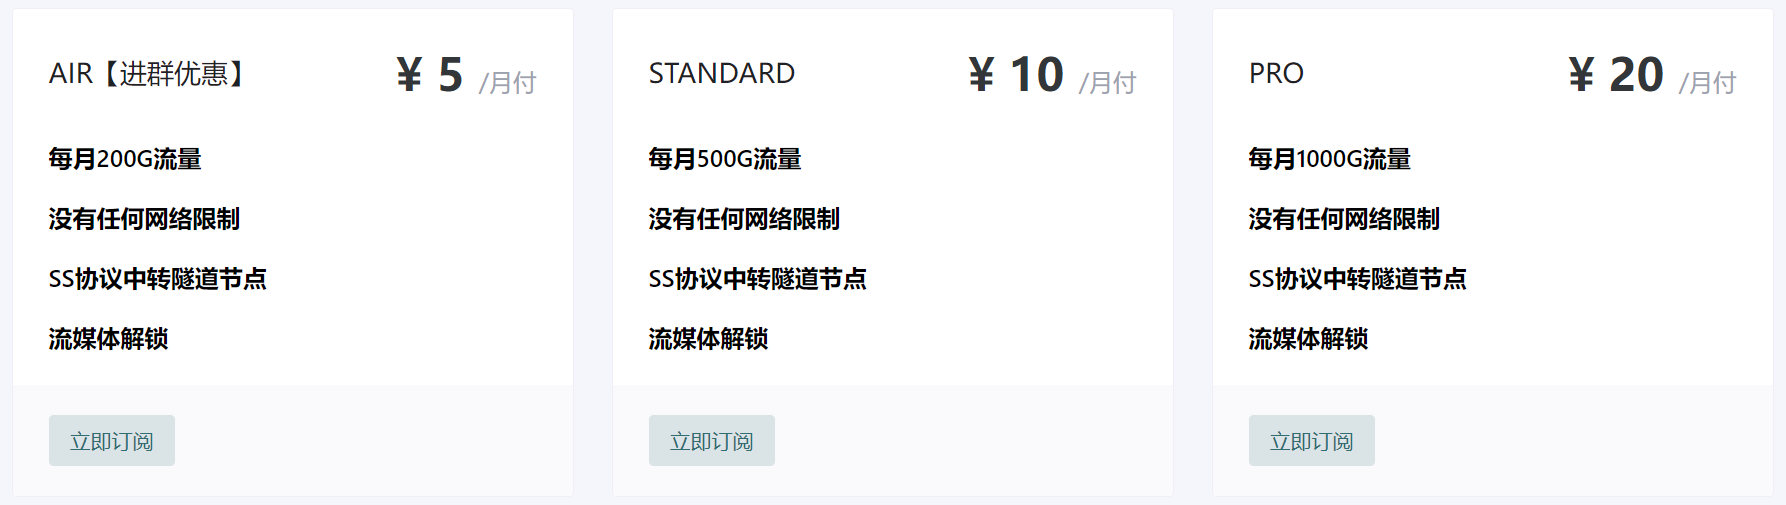 AIR【进群优惠】
¥ 5 /月付
每月200G流量
没有任何网络限制
SS协议中转隧道节点
流媒体解锁
立即订阅
STANDARD
¥ 10 /月付
每月500G流量
没有任何网络限制
SS协议中转隧道节点
流媒体解锁
立即订阅
PRO
¥ 20 /月付
每月1000G流量
没有任何网络限制
SS协议中转隧道节点
流媒体解锁
立即订阅